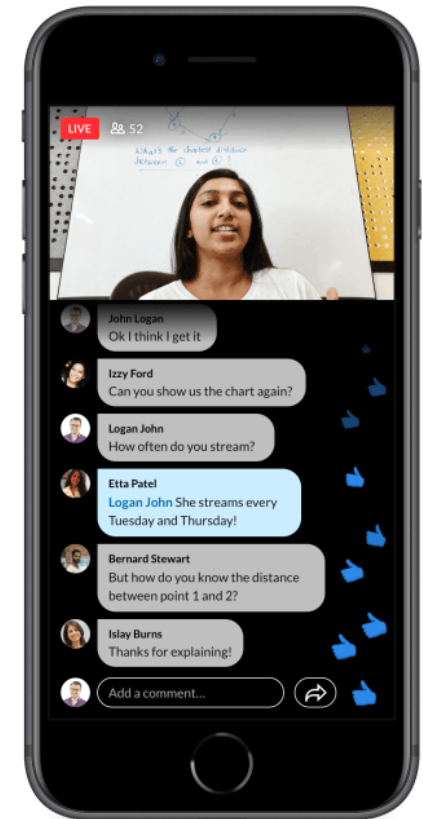 LIVE 52
What's the shortest distance
between ① and ④ ?
John Logan
Ok I think I get it
Izzy Ford
Can you show us the chart again?
Logan John
How often do you stream?
Etta Patel
Logan John She streams every
Tuesday and Thursday!
Bernard Stewart
But how do you know the distance
between point 1 and 2?
Islay Burns
Thanks for explaining!
Add a comment...